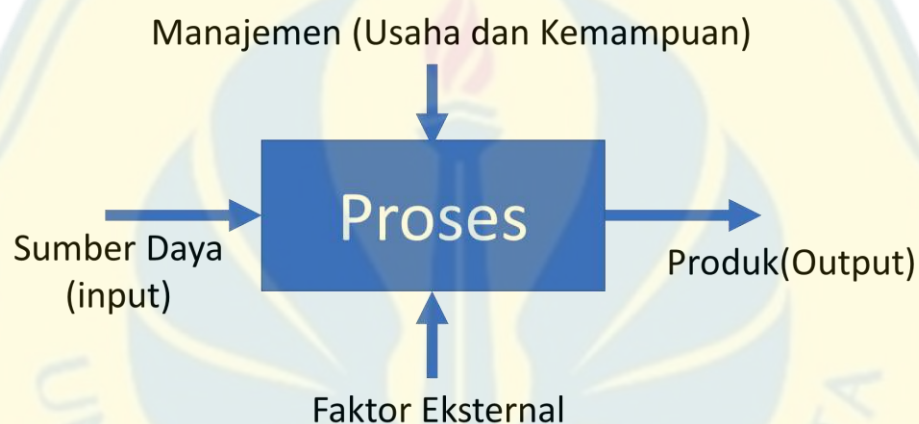 Manajemen (Usaha dan Kemampuan)
Proses
Sumber Daya
(input)
Produk(Output)
Faktor Eksternal